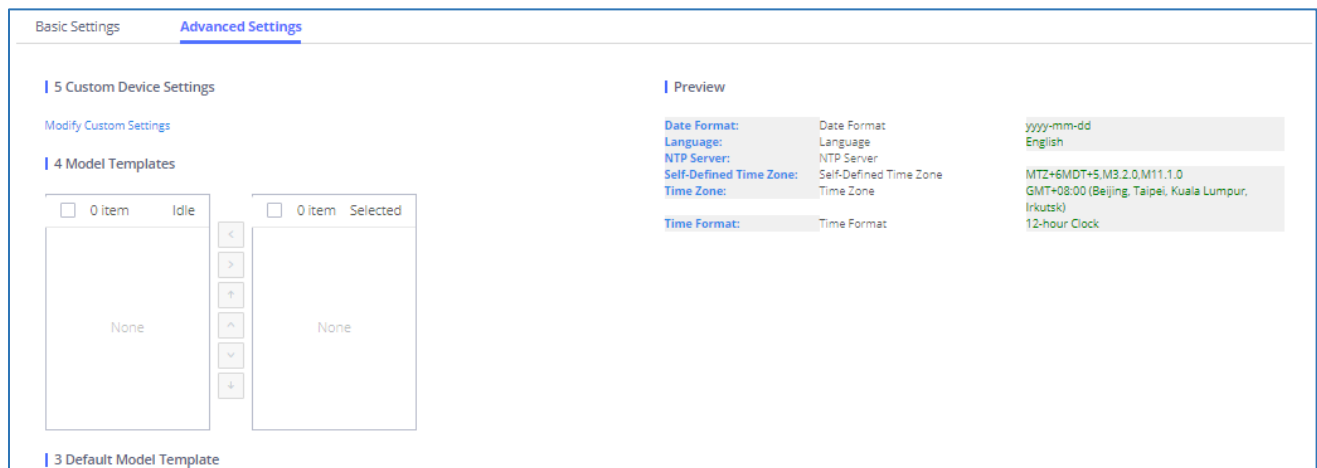 Basic Settings Advanced Settings
5 Custom Device Settings
Modify Custom Settings
4 Model Templates
0 item Idle
None
0 item Selected
None
3 Default Model Template
Preview
Date Format: Date Format yyyy-mm-dd
Language: Language English
NTP Server: NTP Server
Self-Defined Time Zone: Self-Defined Time Zone MTZ+6MDT+5,M3.2.0,M11.1.0
Time Zone: Time Zone GMT+08:00 (Beijing, Taipei, Kuala Lumpur,
Irkutsk)
Time Format: Time Format 12-hour Clock